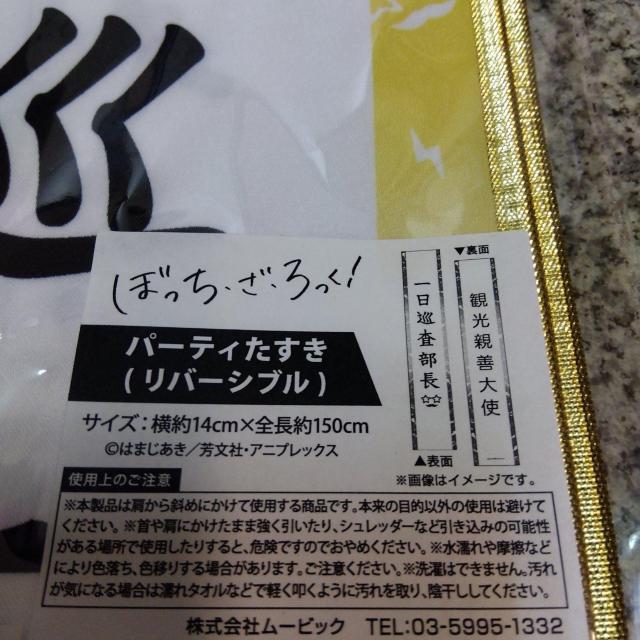 巡
ぼっち・ざ・ろっく!
パーティたすき
(リバーシブル)
サイズ：横約14cm×全長約150cm
©はまじあき／芳文社・アニプレックス
▼裏面
一日巡査部長✩✩
観光親善大使
▲表面
※画像はイメージです。
使用上のご注意
※本製品は肩から斜めにかけて使用する商品です。本来の目的以外の使用は避けて
ください。※首や肩にかけたまま強く引いたり、シュレッダーなど引き込みの可能性
がある場所で使用したりすると、危険ですのでおやめください。※水濡れや摩擦など
により色落ち、色移りする場合があります。ご注意ください。※洗濯はできません。汚れ
が気になる場合は濡れタオルなどで軽く叩くように汚れを取り、陰干ししてください。
株式会社ムービック　TEL:03-5995-1332